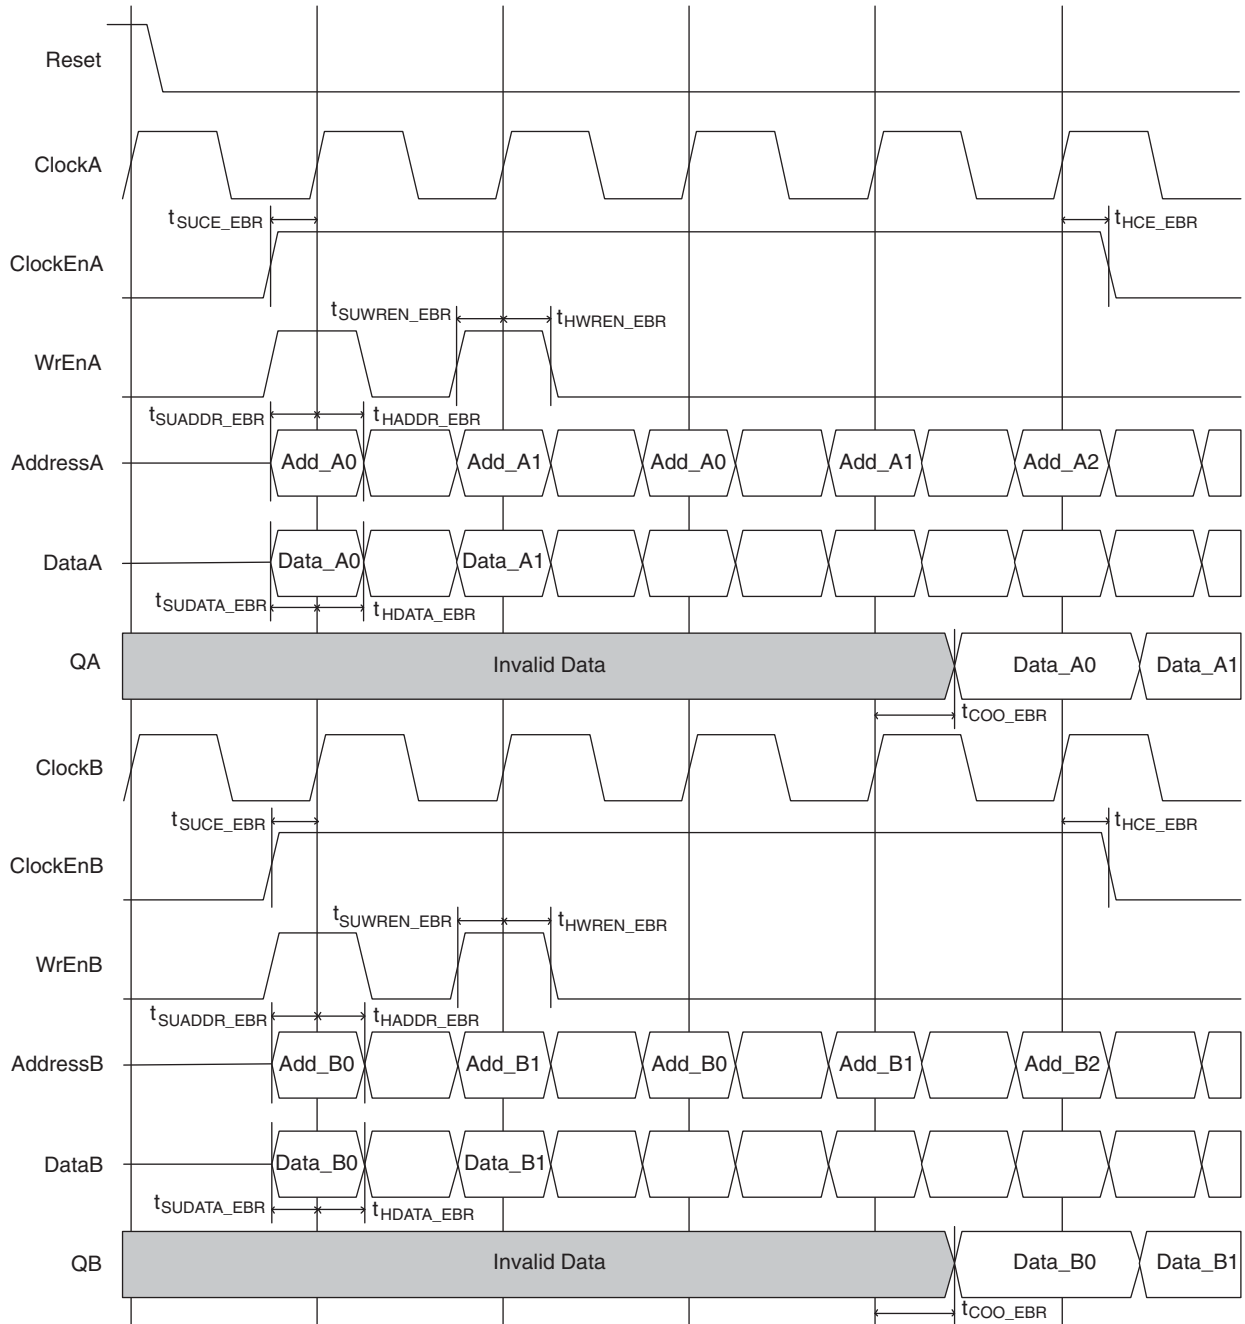 Reset
ClockA
tSUCE_EBR
tHCE_EBR
ClockEnA
tSUWREN_EBR
tHWREN_EBR
WrEnA
tSUADDR_EBR
tHADDR_EBR
AddressA
Add_A0
Add_A1
Add_A0
Add_A1
Add_A2
DataA
Data_A0
Data_A1
tSUDATA_EBR
tHDATA_EBR
QA
Invalid Data
Data_A0
Data_A1
tCOO_EBR
ClockB
tSUCE_EBR
tHCE_EBR
ClockEnB
tSUWREN_EBR
tHWREN_EBR
WrEnB
tSUADDR_EBR
tHADDR_EBR
AddressB
Add_B0
Add_B1
Add_B0
Add_B1
Add_B2
DataB
Data_B0
Data_B1
tSUDATA_EBR
tHDATA_EBR
QB
Invalid Data
Data_B0
Data_B1
tCOO_EBR